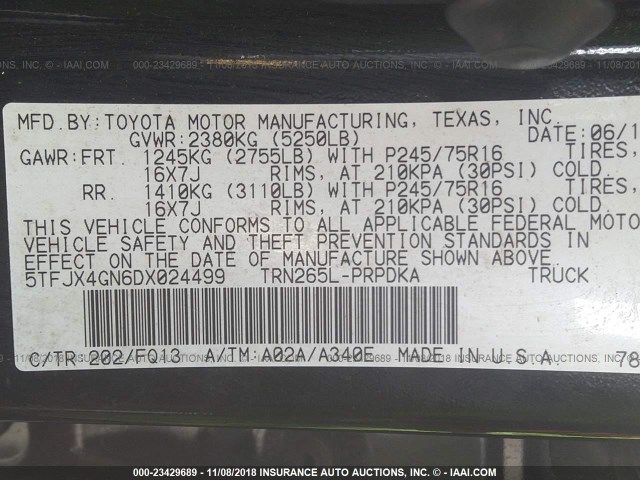 MFD.BY:TOYOTA MOTOR MANUFACTURING, TEXAS, INC.
GVWR:2380KG (5250LB) DATE:06/1
GAWR:FRT. 1245KG (2755LB) WITH P245/75R16 TIRES,
16X7J RIMS, AT 210KPA (30PSI) COLD.
RR. 1410KG (3110LB) WITH P245/75R16 TIRES,
16X7J RIMS, AT 210KPA (30PSI) COLD.
THIS VEHICLE CONFORMS TO ALL APPLICABLE FEDERAL MOTO
VEHICLE SAFETY AND THEFT PREVENTION STANDARDS IN
EFFECT ON THE DATE OF MANUFACTURE SHOWN ABOVE.
5TFJX4GN6DX024499 TRN265L-PRPDKA TRUCK
C/TR:202/FQ13 A/TM:A02A/A340E MADE IN U.S.A. 78
000-23429689 - 11/08/2018 INSURANCE AUTO AUCTIONS, INC. - © IAAI.COM